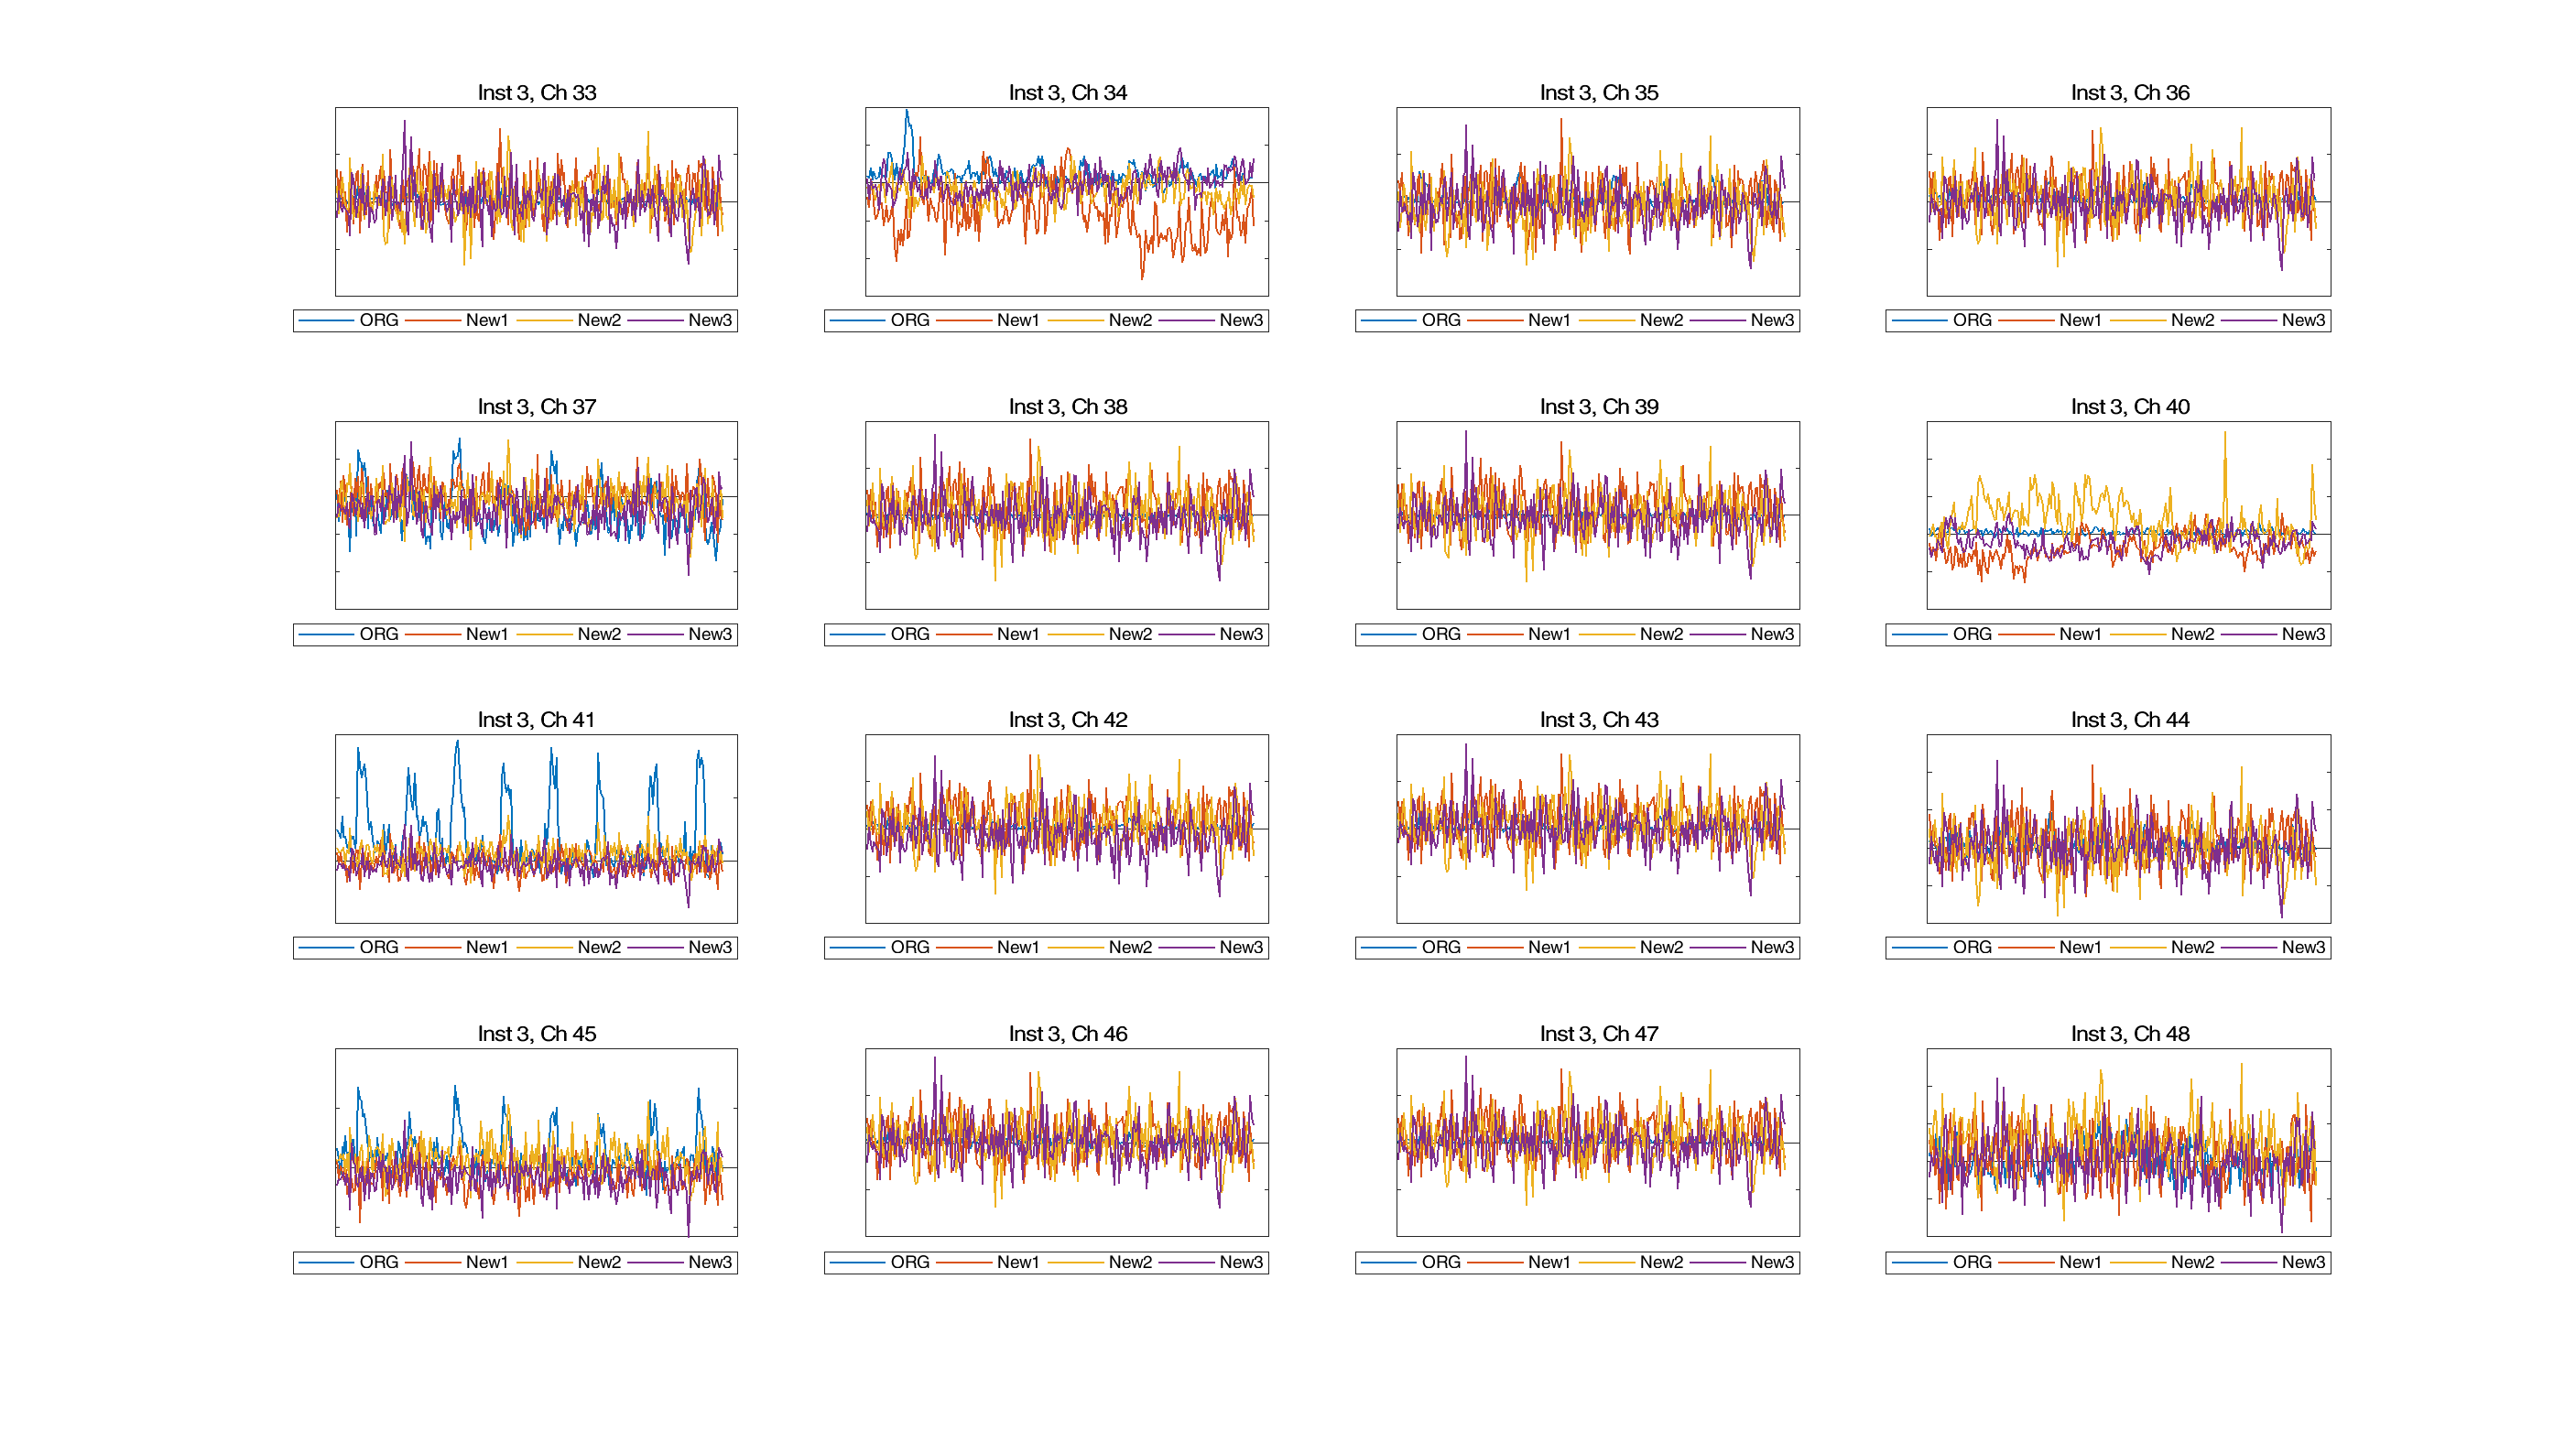 Inst 3, Ch 33
Inst 3, Ch 34
Inst 3, Ch 35
Inst 3, Ch 36
ORG New1 New2 New3
ORG New1 New2 New3
ORG New1 New2 New3
ORG New1 New2 New3
Inst 3, Ch 37
Inst 3, Ch 38
Inst 3, Ch 39
Inst 3, Ch 40
ORG New1 New2 New3
ORG New1 New2 New3
ORG New1 New2 New3
ORG New1 New2 New3
Inst 3, Ch 41
Inst 3, Ch 42
Inst 3, Ch 43
Inst 3, Ch 44
ORG New1 New2 New3
ORG New1 New2 New3
ORG New1 New2 New3
ORG New1 New2 New3
Inst 3, Ch 45
Inst 3, Ch 46
Inst 3, Ch 47
Inst 3, Ch 48
ORG New1 New2 New3
ORG New1 New2 New3
ORG New1 New2 New3
ORG New1 New2 New3